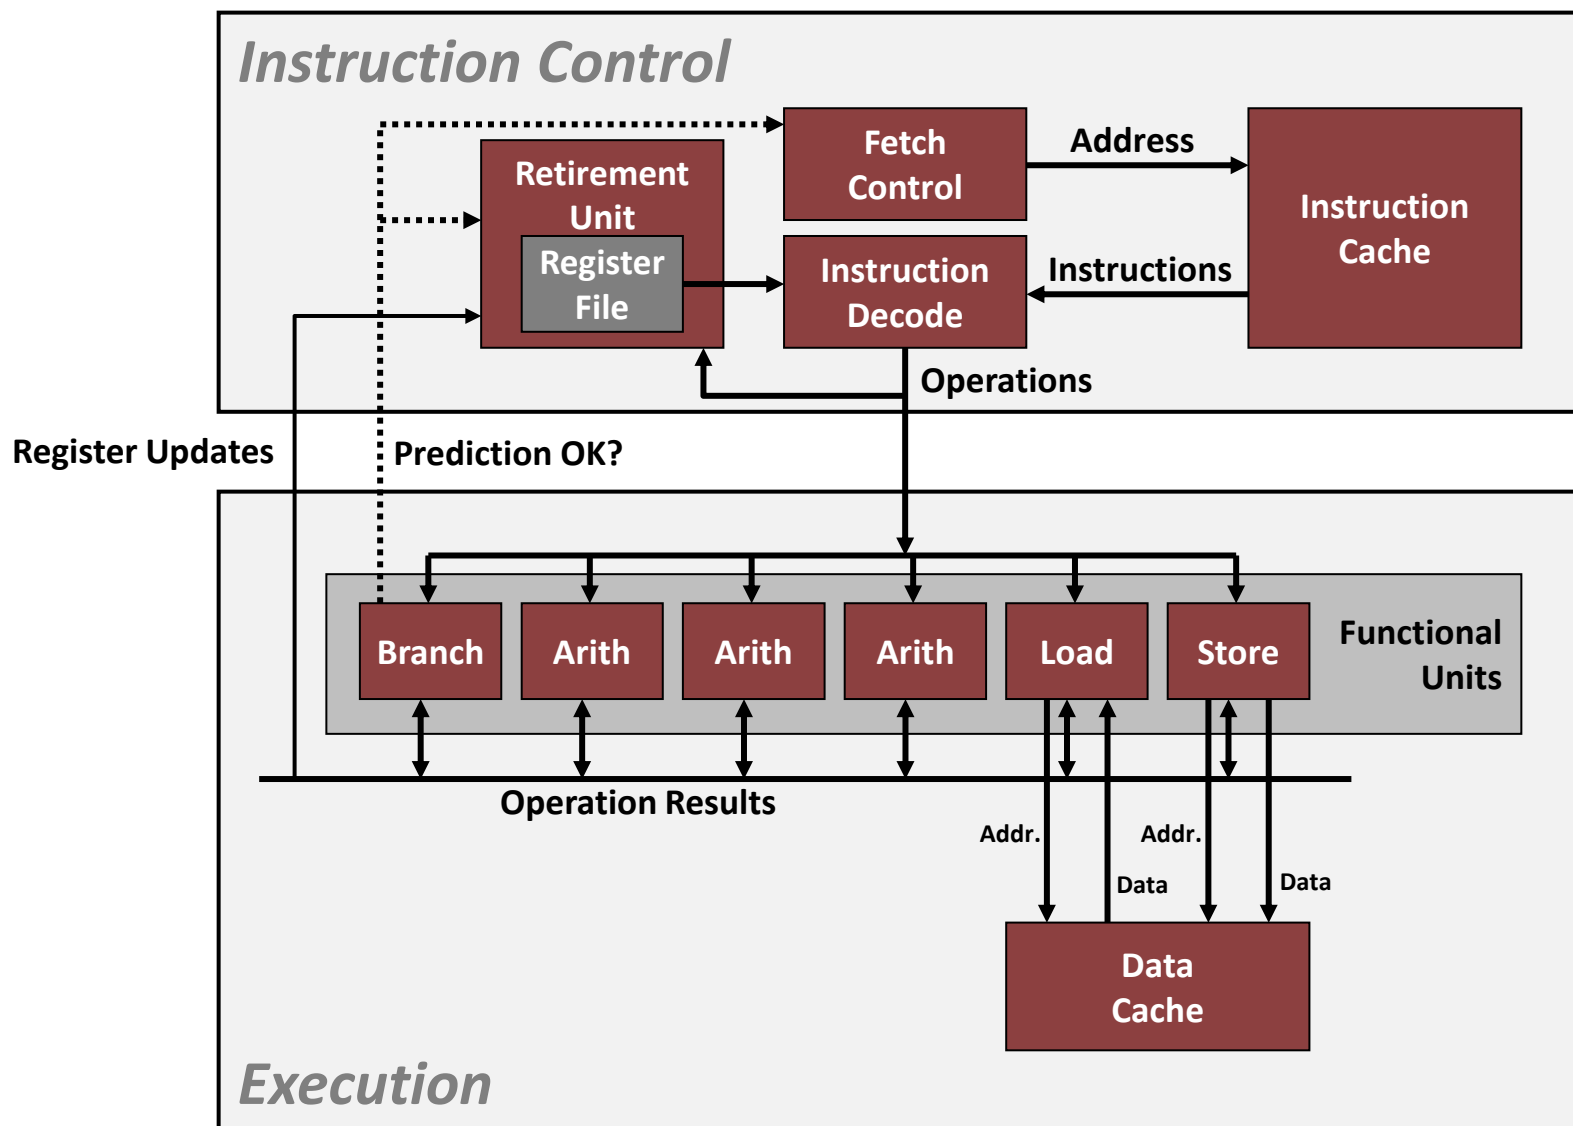 Instruction Control
Fetch
Control
Address
Retirement
Unit
Instruction
Cache
Register
File
Instruction
Decode
Instructions
Operations
Register Updates
Prediction OK?
Branch
Arith
Arith
Arith
Load
Store
Functional
Units
Operation Results
Addr.
Addr.
Data
Data
Data
Cache
Execution